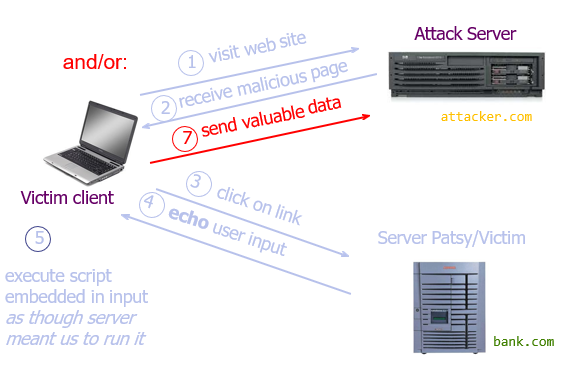 Attack Server
and/or:
1 visit web site
2 receive malicious page
7 send valuable data
attacker.com
Victim client
3 click on link
4 echo user input
5
execute script
embedded in input
as though server
meant us to run it
Server Patsy/Victim
bank.com